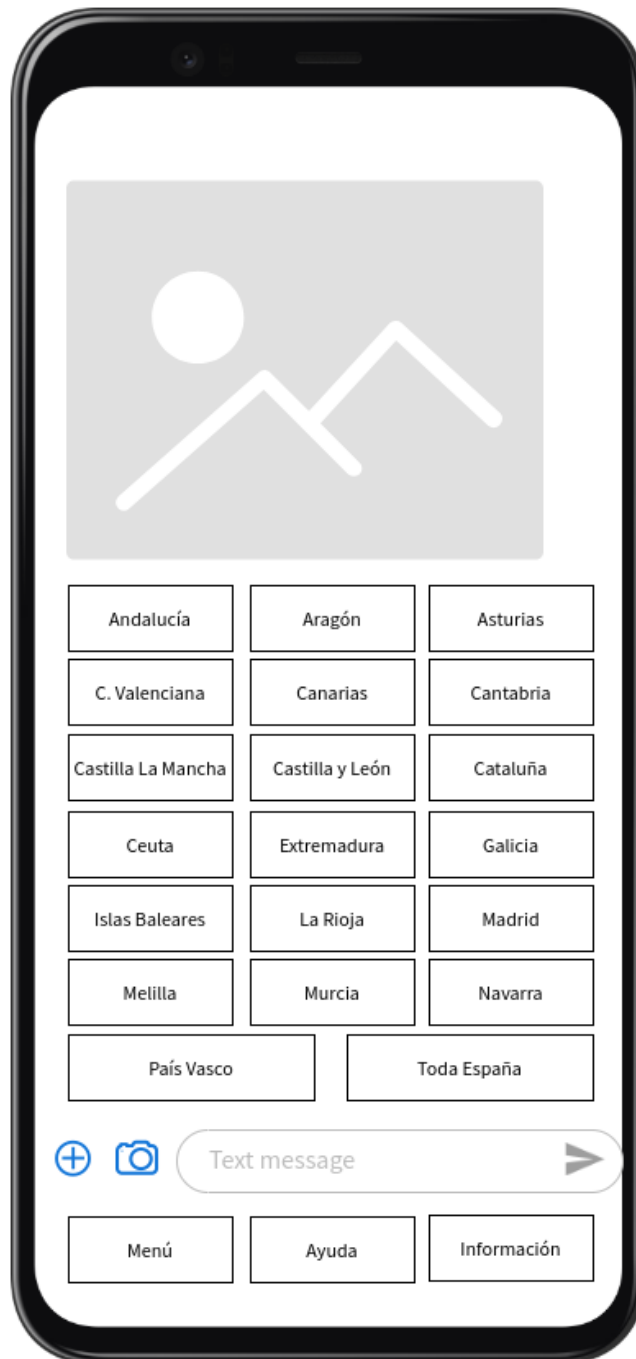 Andalucía
Aragón
Asturias
C. Valenciana
Canarias
Cantabria
Castilla La Mancha
Castilla y León
Cataluña
Ceuta
Extremadura
Galicia
Islas Baleares
La Rioja
Madrid
Melilla
Murcia
Navarra
País Vasco
Toda España
Text message
Menú
Ayuda
Información